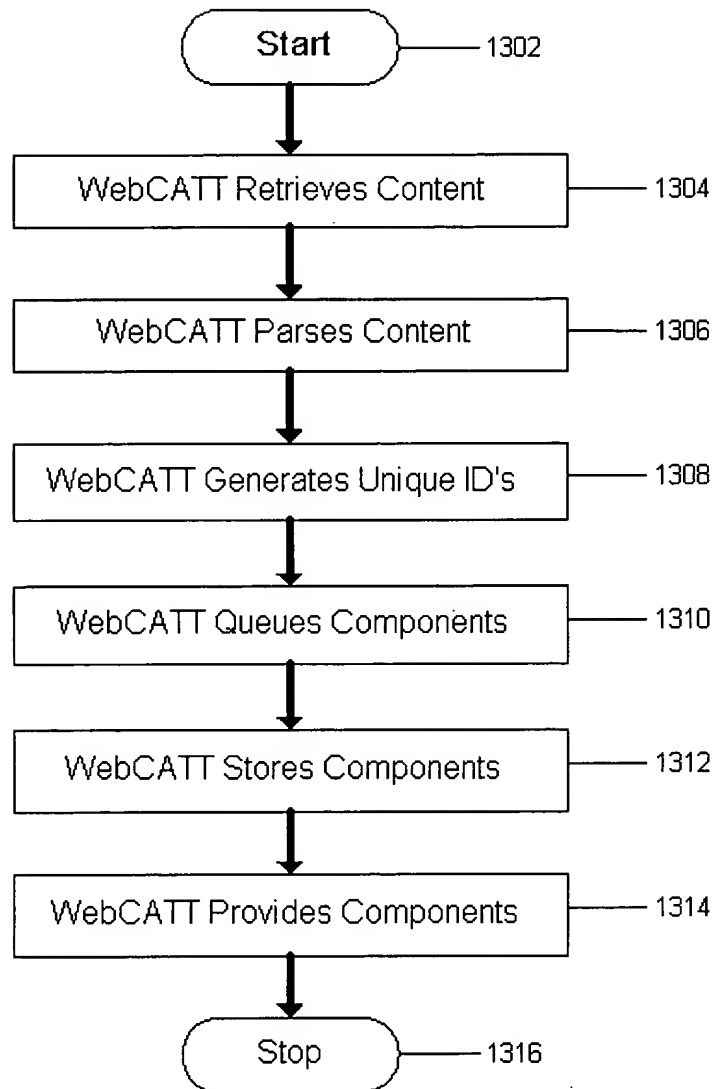 Start
1302
WebCATT Retrieves Content
1304
WebCATT Parses Content
1306
WebCATT Generates Unique ID's
1308
WebCATT Queues Components
1310
WebCATT Stores Components
1312
WebCATT Provides Components
1314
Stop
1316